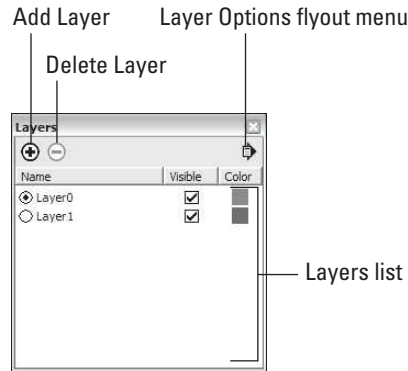 Add Layer
Layer Options flyout menu
Delete Layer
Layers
Name Visible Color
Layer0
Layer1
Layers list